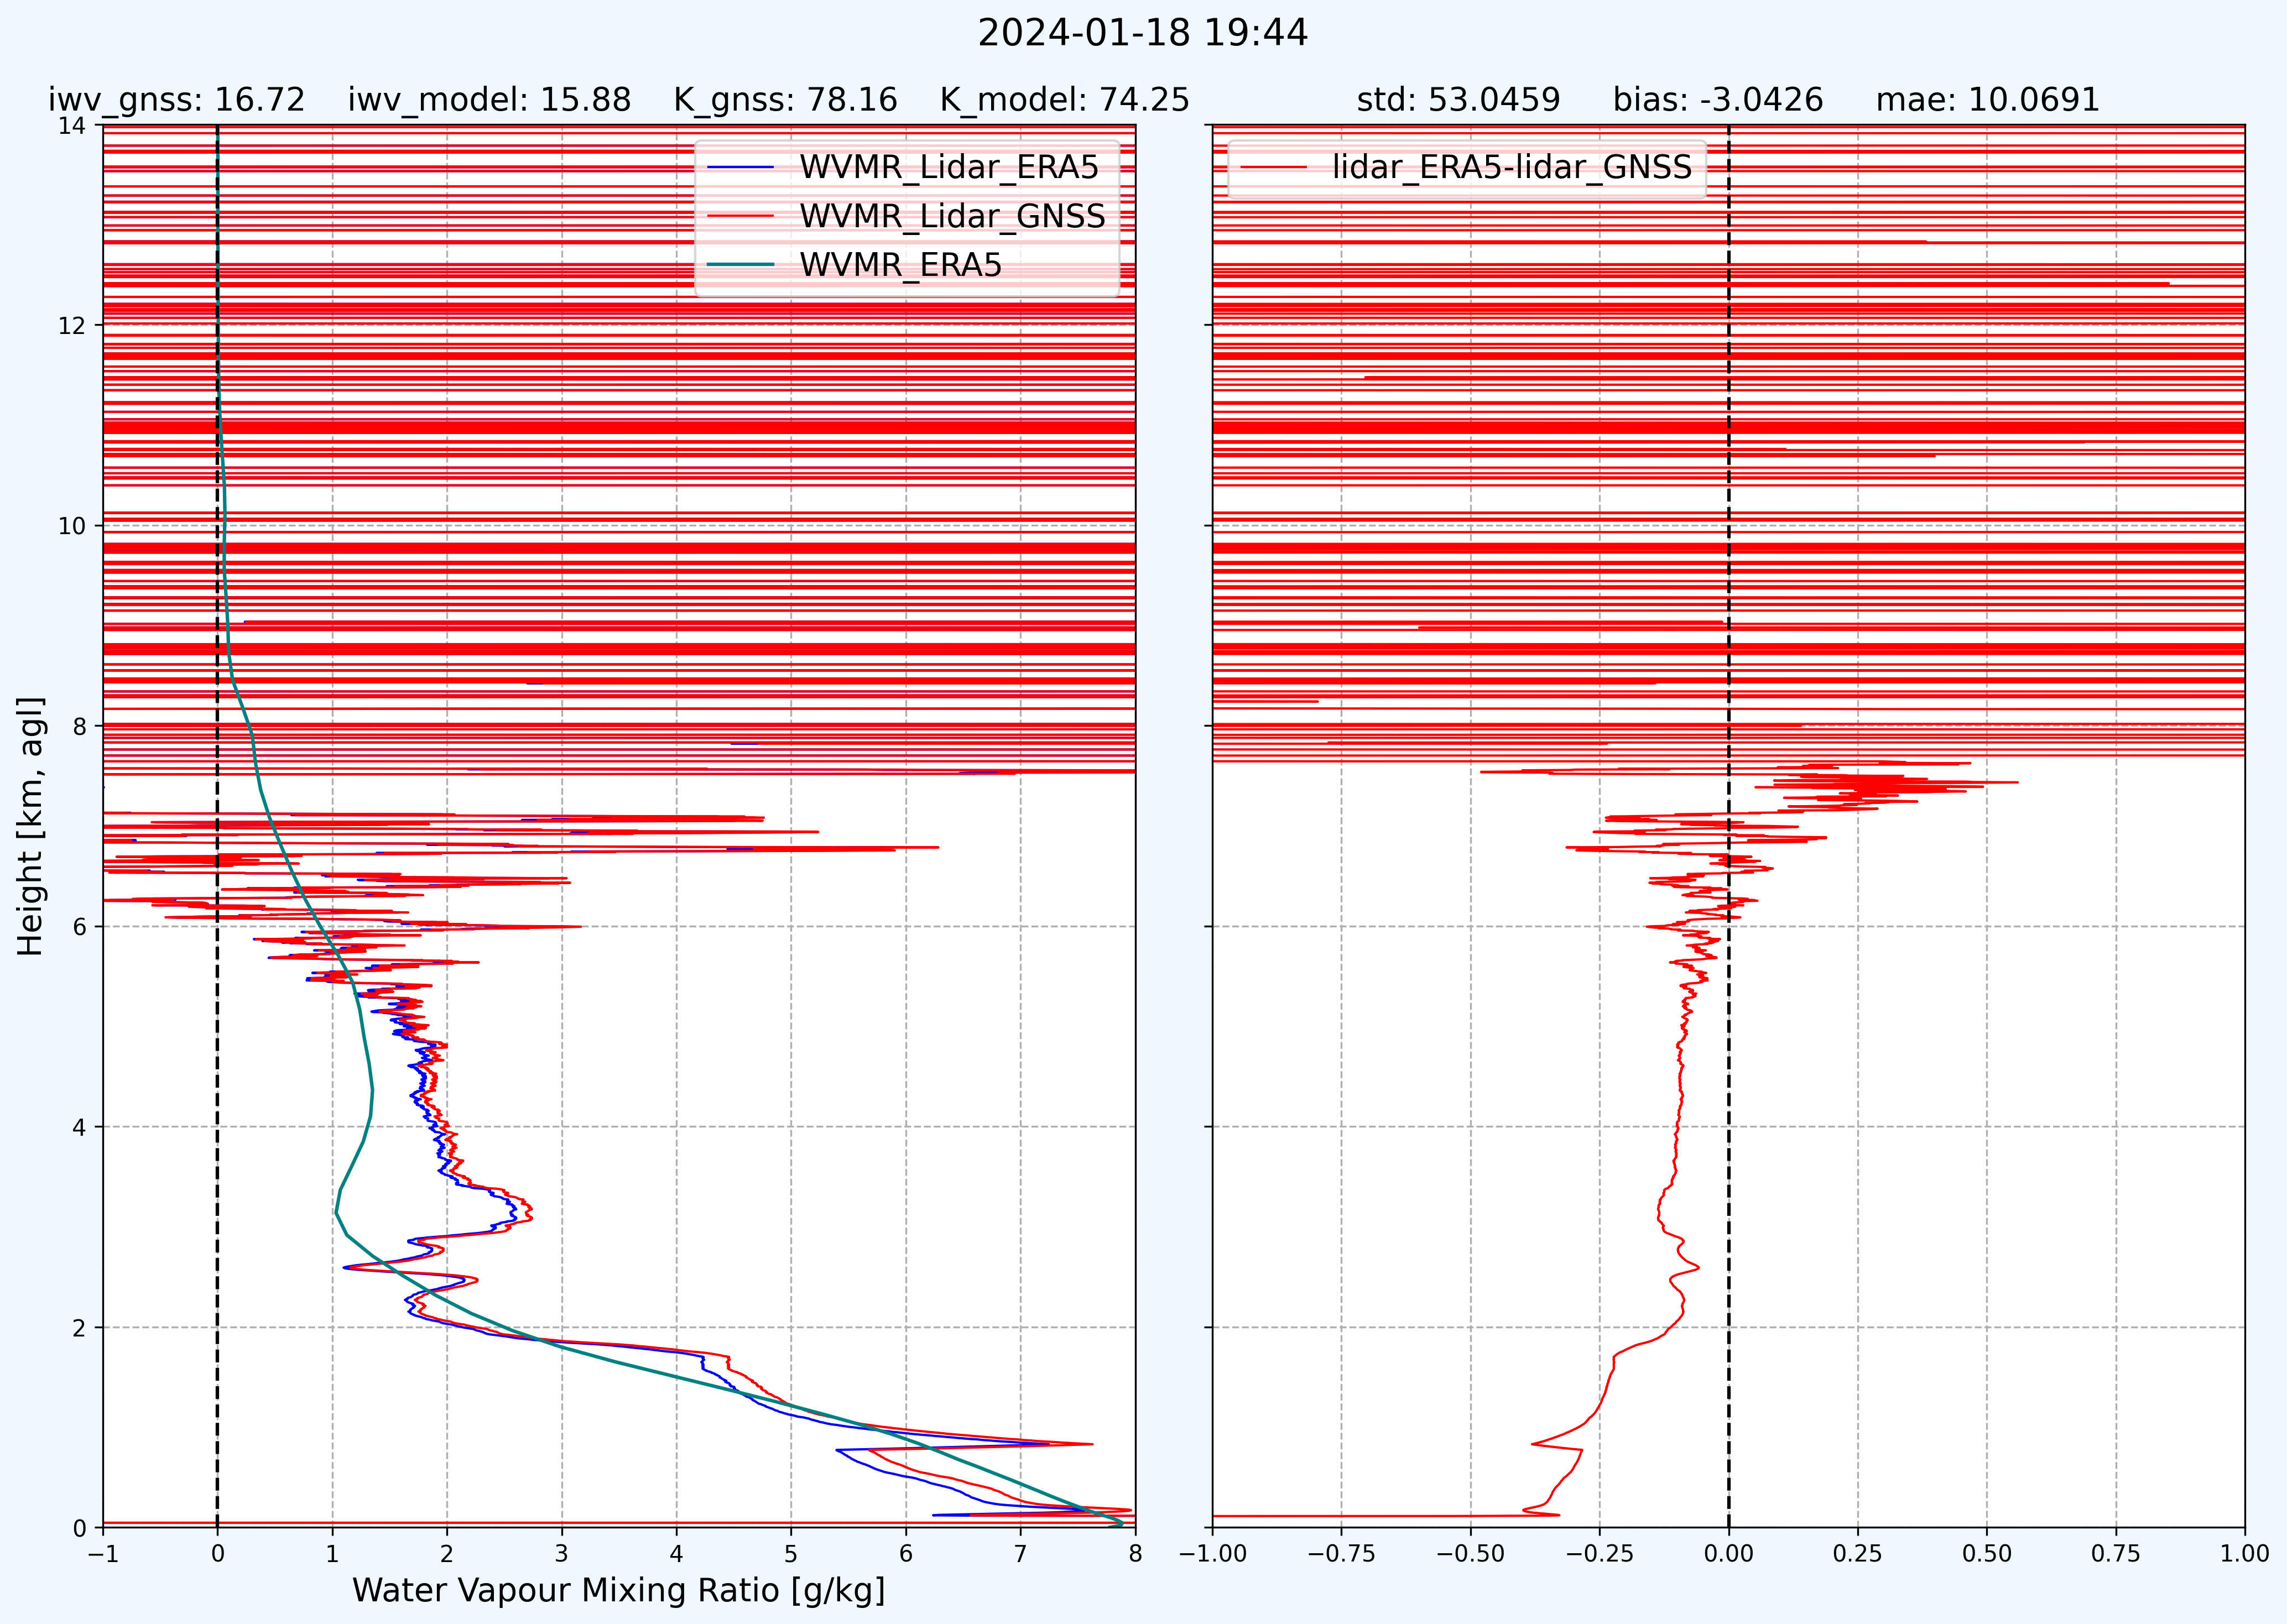 2024-01-18 19:44
iwv_gnss: 16.72 iwv_model: 15.88 K_gnss: 78.16 K_model: 74.25
std: 53.0459 bias: -3.0426 mae: 10.0691
WVMR_Lidar_ERA5
WVMR_Lidar_GNSS
WVMR_ERA5
lidar_ERA5-lidar_GNSS
Height [km, agl]
14
12
10
8
6
4
2
0
−1 0 1 2 3 4 5 6 7 8
Water Vapour Mixing Ratio [g/kg]
−1.00 −0.75 −0.50 −0.25 0.00 0.25 0.50 0.75 1.00